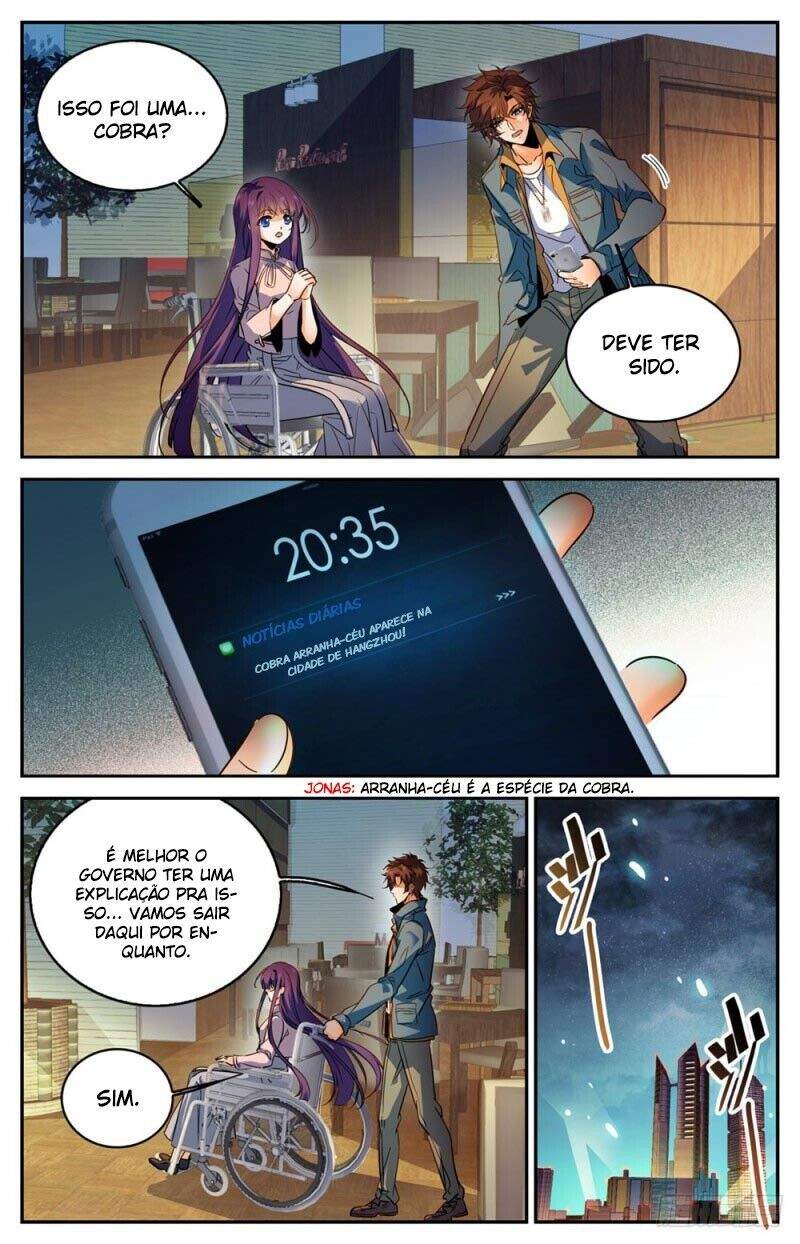 ISSO FOI UMA...
COBRA?
DEVE TER
SIDO.
20:35
NOTÍCIAS DIÁRIAS
>>>
COBRA ARRANHA-CÉU APARECE NA
CIDADE DE HANGZHOU!
JONAS: ARRANHA-CÉU É A ESPÉCIE DA COBRA.
É MELHOR O
GOVERNO TER UMA
EXPLICAÇÃO PRA IS-
SO... VAMOS SAIR
DAQUI POR EN-
QUANTO.
SIM.